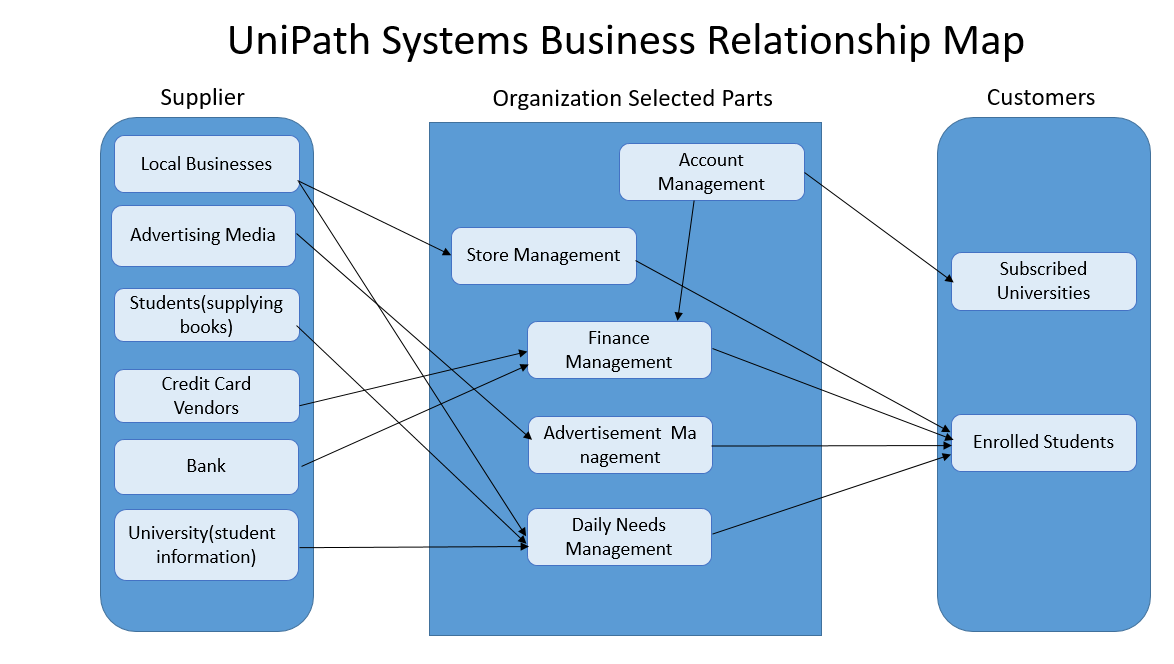 UniPath Systems Business Relationship Map
Supplier
Organization Selected Parts
Customers
Local Businesses
Advertising Media
Students(supplying
books)
Credit Card
Vendors
Bank
University(student
information)
Account
Management
Store Management
Finance
Management
Advertisement  Ma
nagement
Daily Needs
Management
Subscribed
Universities
Enrolled Students